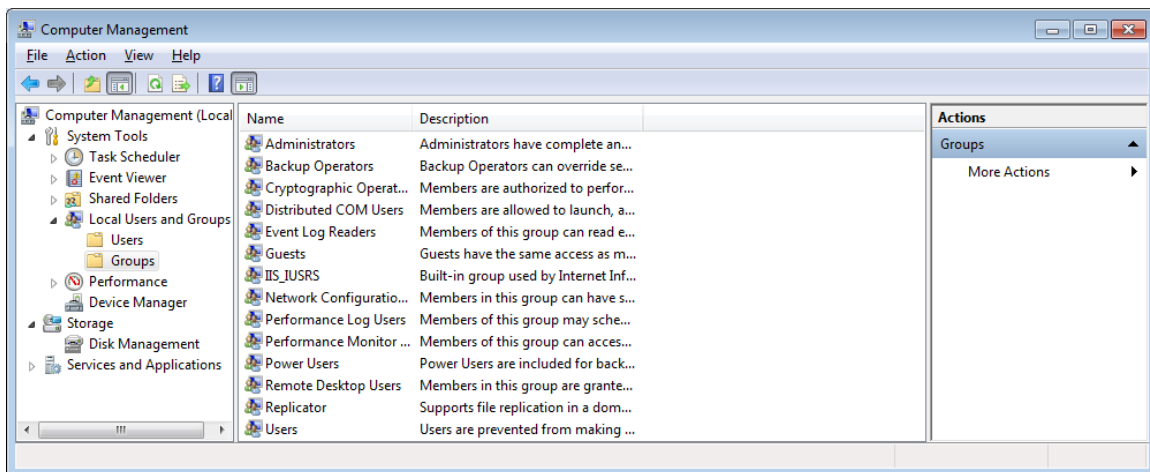 Computer Management
File Action View Help
Computer Management (Local
System Tools
Task Scheduler
Event Viewer
Shared Folders
Local Users and Groups
Users
Groups
Performance
Device Manager
Storage
Disk Management
Services and Applications
Name Description
Administrators Administrators have complete an...
Backup Operators Backup Operators can override se...
Cryptographic Operat... Members are authorized to perfor...
Distributed COM Users Members are allowed to launch, a...
Event Log Readers Members of this group can read e...
Guests Guests have the same access as m...
IIS_IUSRS Built-in group used by Internet Inf...
Network Configuratio... Members in this group can have s...
Performance Log Users Members of this group may sche...
Performance Monitor ... Members of this group can acces...
Power Users Power Users are included for back...
Remote Desktop Users Members in this group are grante...
Replicator Supports file replication in a dom...
Users Users are prevented from making ...
Actions
Groups
More Actions